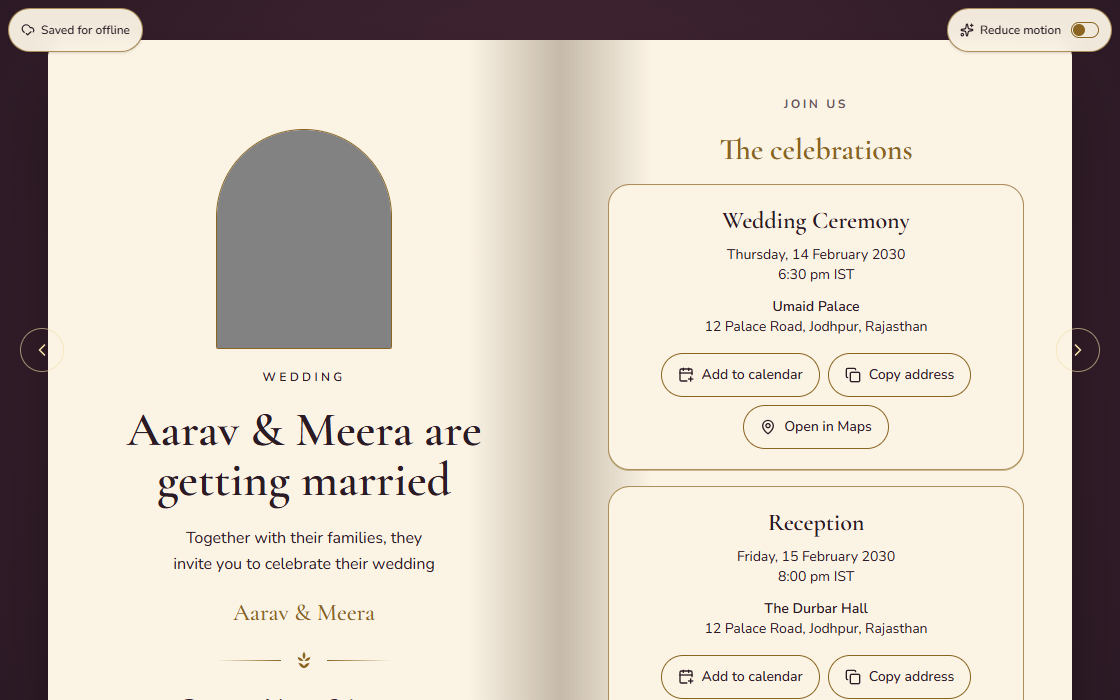 Saved for offline
Reduce motion
WEDDING
Aarav & Meera are
getting married
Together with their families, they
invite you to celebrate their wedding
Aarav & Meera
JOIN US
The celebrations
Wedding Ceremony
Thursday, 14 February 2030
6:30 pm IST
Umaid Palace
12 Palace Road, Jodhpur, Rajasthan
Add to calendar
Copy address
Open in Maps
Reception
Friday, 15 February 2030
8:00 pm IST
The Durbar Hall
12 Palace Road, Jodhpur, Rajasthan
Add to calendar
Copy address